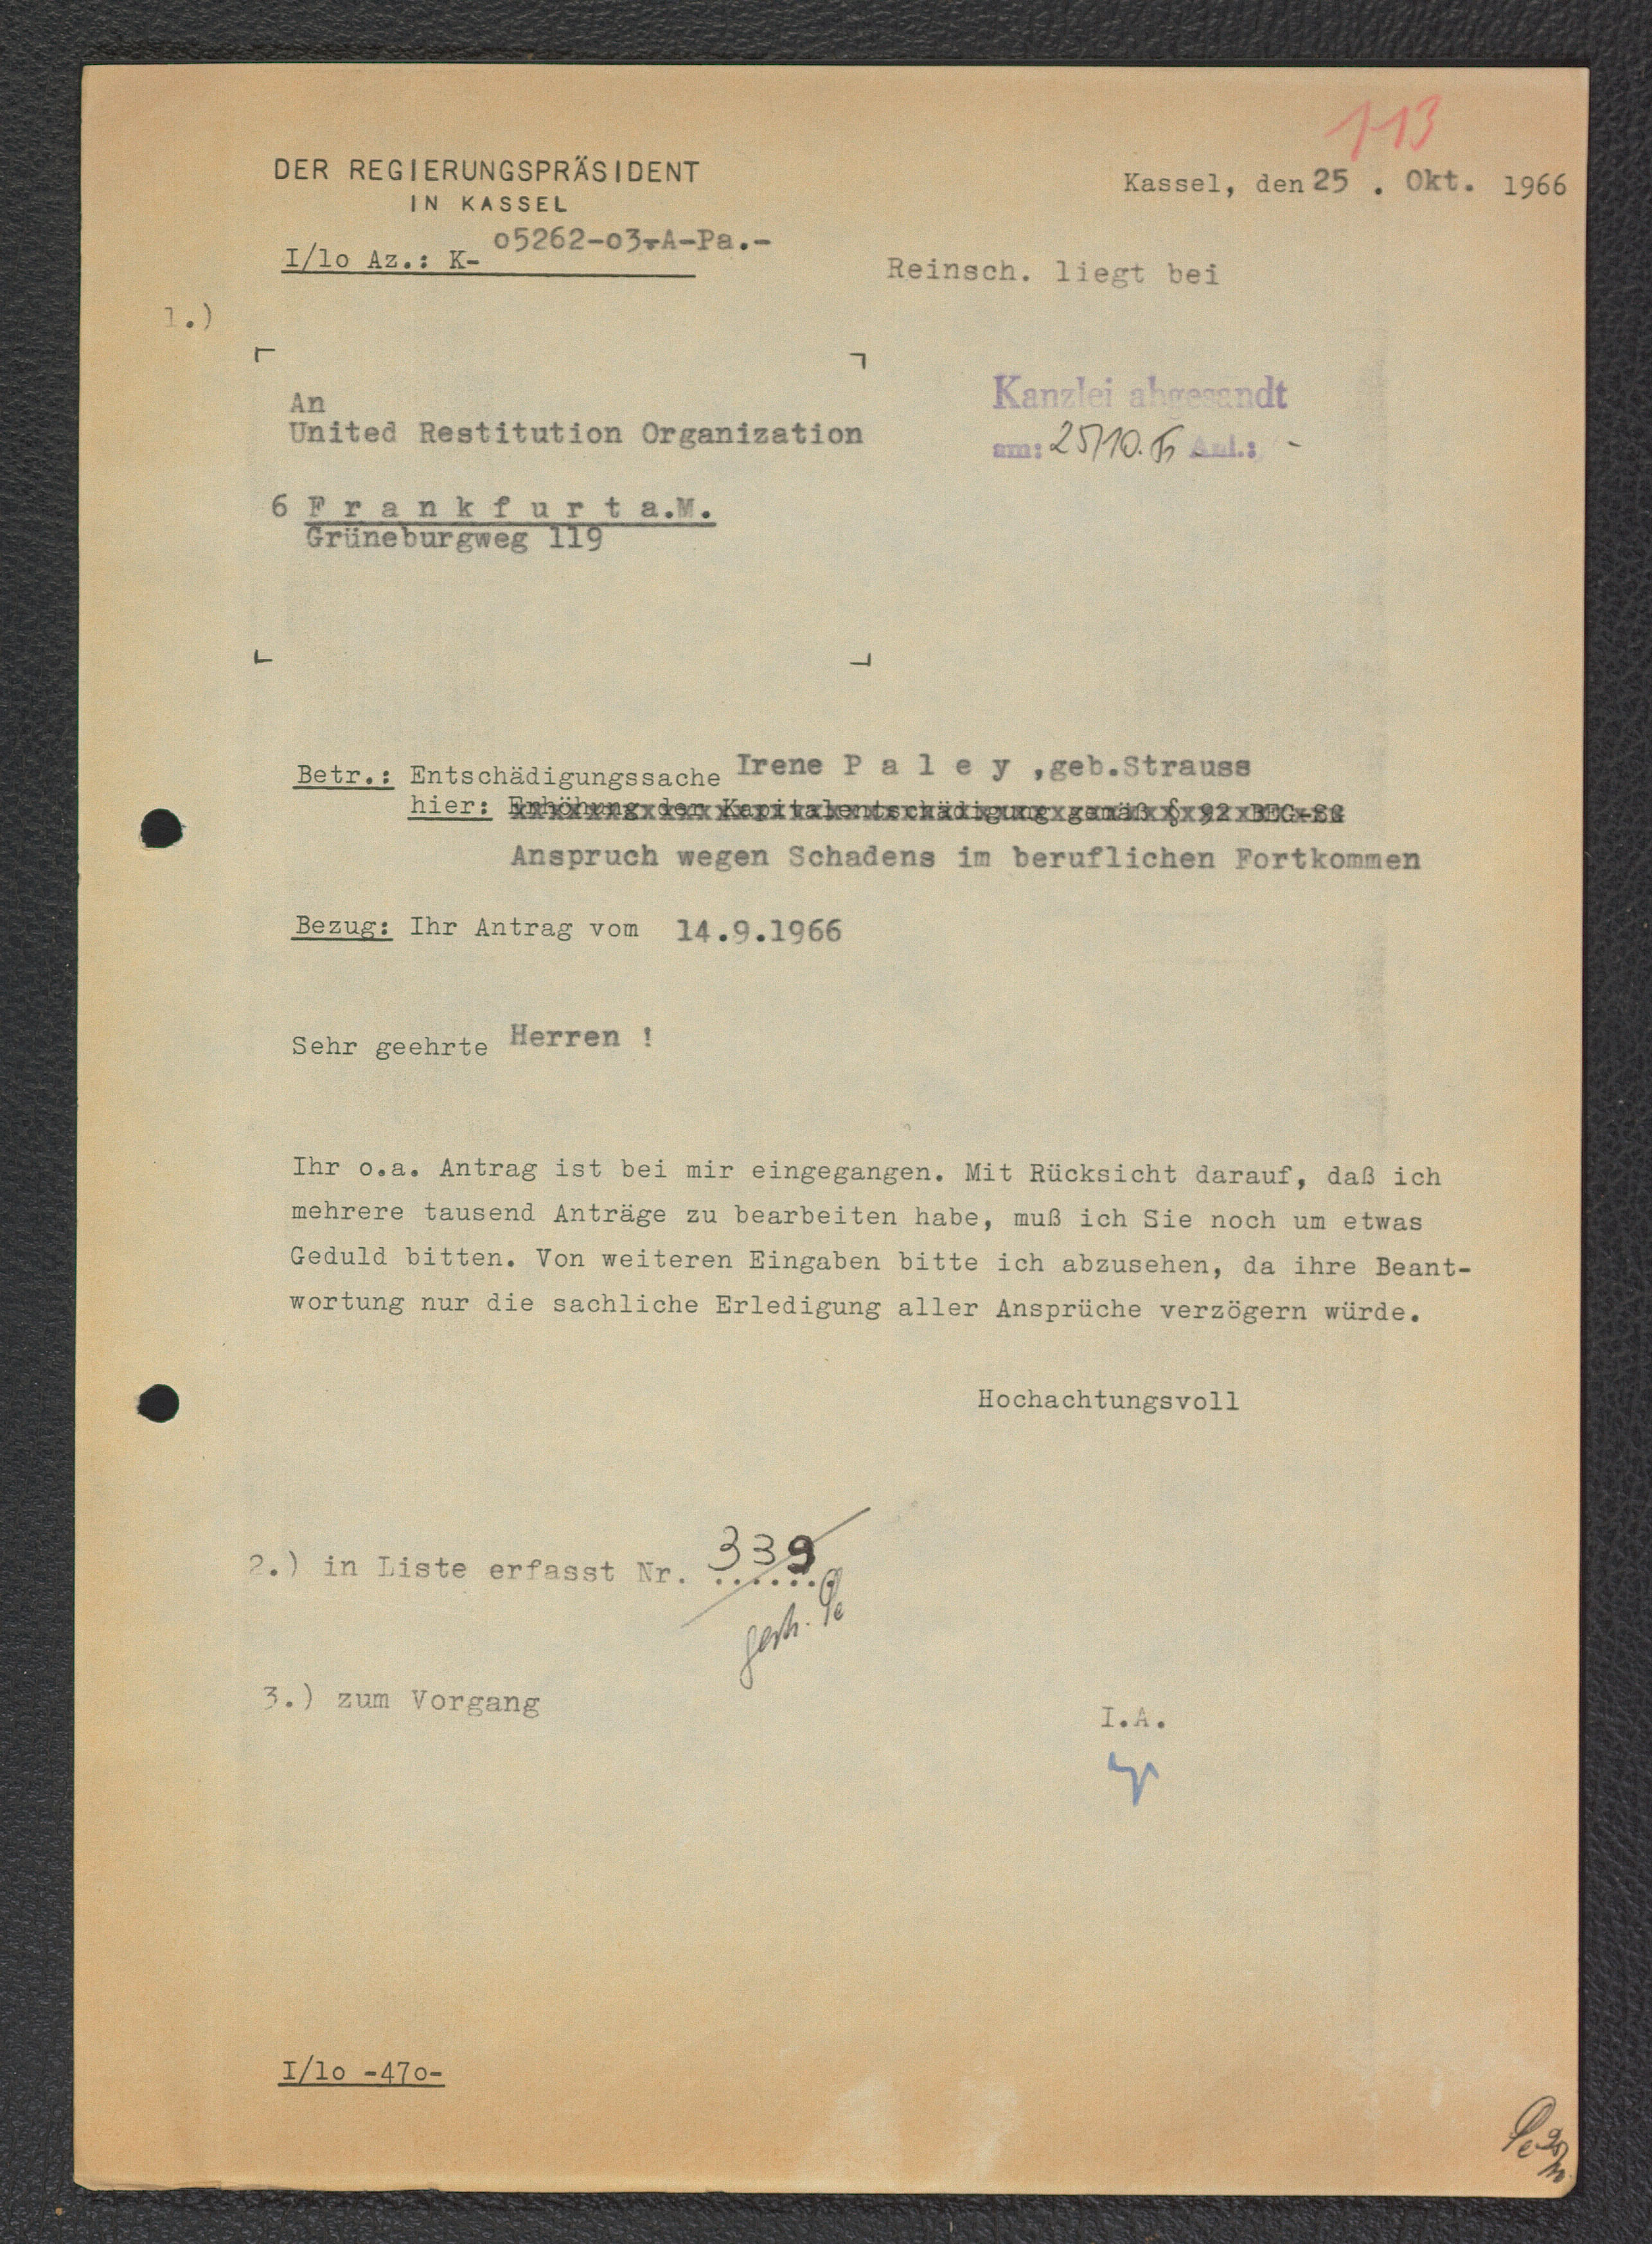 113
DER REGIERUNGSPRÄSIDENT
IN KASSEL
Kassel, den 25. Okt. 1966
I/lo Az.: K- o5262-o3-A-Pa.-
Reinsch. liegt bei
1.)
An
United Restitution Organization
Kanzlei abgesandt
am: 25/10. Anl.: -
6 F r a n k f u r t a.M.
Grüneburgweg 119
Betr.: Entschädigungssache Irene P a l e y ,geb.Strauss
hier: Erhöhung der Kapitalentschädigung gemäß § 92 BEG-SG
Anspruch wegen Schadens im beruflichen Fortkommen
Bezug: Ihr Antrag vom 14.9.1966
Sehr geehrte Herren !
Ihr o.a. Antrag ist bei mir eingegangen. Mit Rücksicht darauf, daß ich
mehrere tausend Anträge zu bearbeiten habe, muß ich Sie noch um etwas
Geduld bitten. Von weiteren Eingaben bitte ich abzusehen, da ihre Beant-
wortung nur die sachliche Erledigung aller Ansprüche verzögern würde.
Hochachtungsvoll
2.) in Liste erfasst Nr. 339
3.) zum Vorgang
I.A.
I/lo -47o-